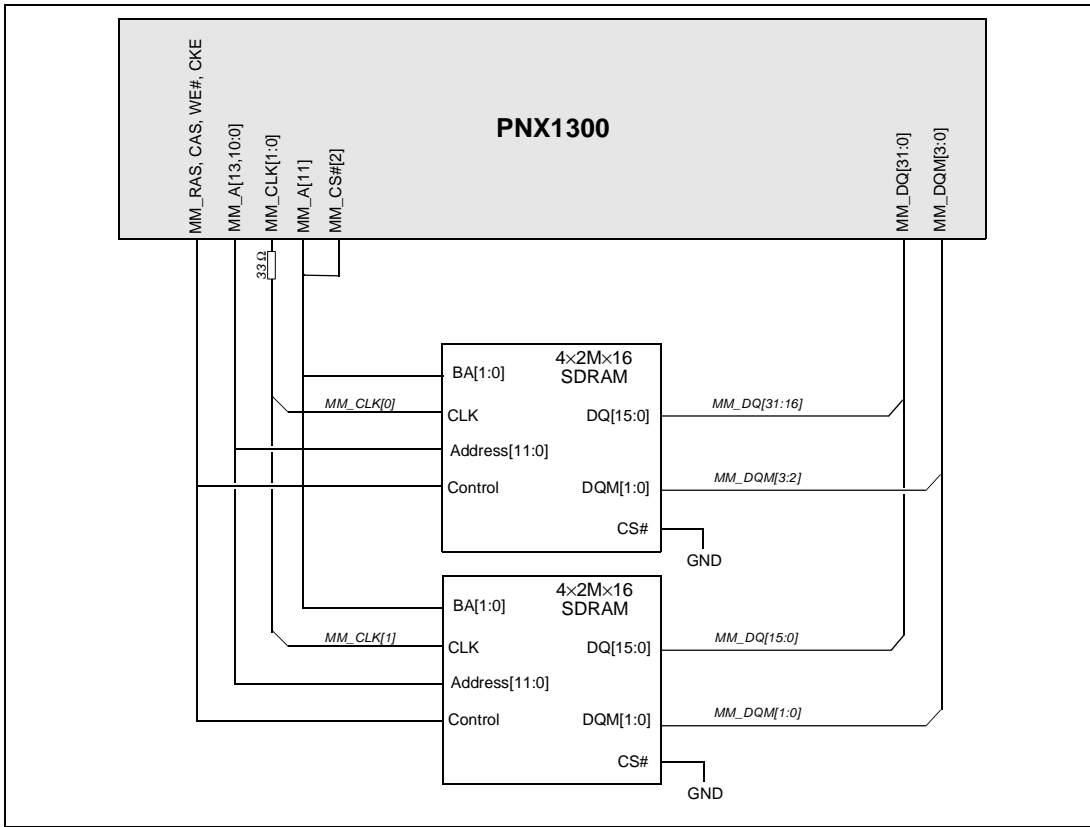 PNX1300
MM_RAS, CAS, WE#, CKE
MM_A[13,10:0]
MM_CLK[1:0]
MM_A[11]
MM_CS#[2]
MM_DQ[31:0]
MM_DQM[3:0]
33 Ω
4×2M×16
SDRAM
BA[1:0]
MM_CLK[0]
CLK
DQ[15:0]
MM_DQ[31:16]
Address[11:0]
Control
DQM[1:0]
MM_DQM[3:2]
CS#
GND
4×2M×16
SDRAM
BA[1:0]
MM_CLK[1]
CLK
DQ[15:0]
MM_DQ[15:0]
Address[11:0]
Control
DQM[1:0]
MM_DQM[1:0]
CS#
GND